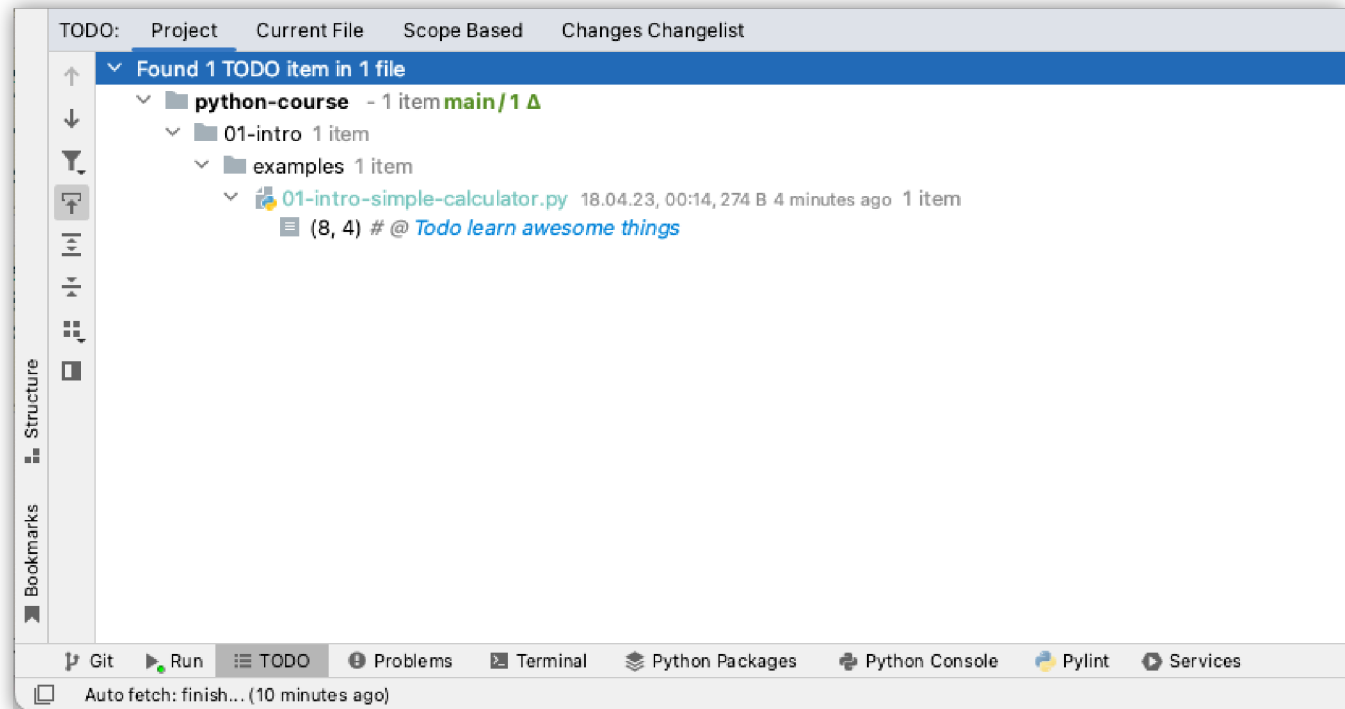 TODO: Project Current File Scope Based Changes Changelist
Found 1 TODO item in 1 file
python-course - 1 item main / 1 Δ
01-intro 1 item
examples 1 item
01-intro-simple-calculator.py 18.04.23, 00:14, 274 B 4 minutes ago 1 item
(8, 4) # @ Todo learn awesome things
Structure
Bookmarks
Git Run TODO Problems Terminal Python Packages Python Console Pylint Services
Auto fetch: finish... (10 minutes ago)